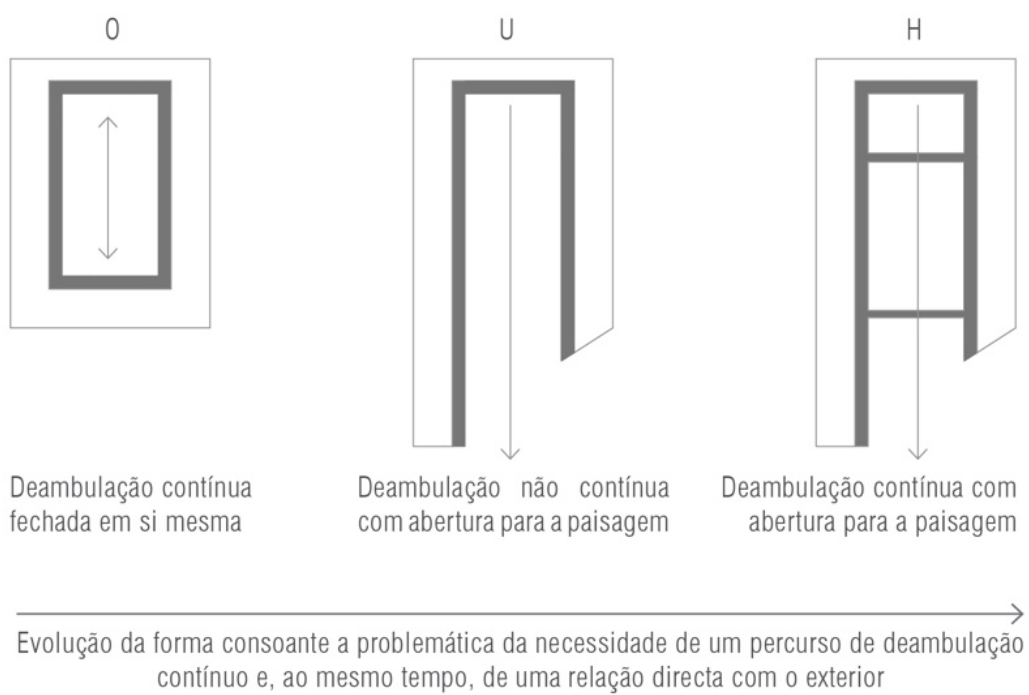 O
U
H
Deambulação contínua
fechada em si mesma
Deambulação não contínua
com abertura para a paisagem
Deambulação contínua com
abertura para a paisagem
Evolução da forma consoante a problemática da necessidade de um percurso de deambulação
contínuo e, ao mesmo tempo, de uma relação directa com o exterior